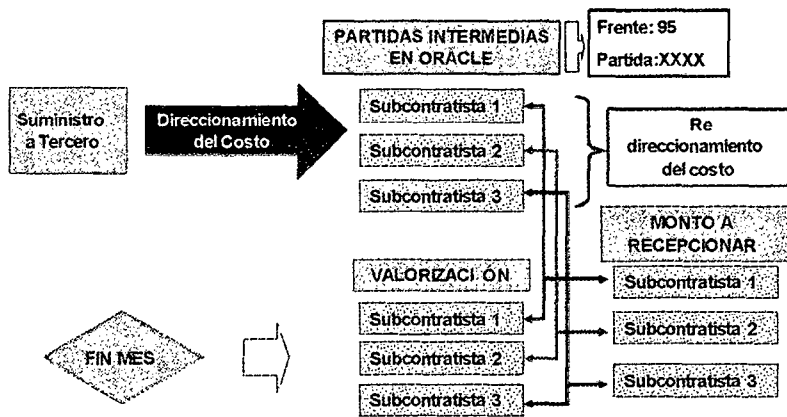 PARTIDAS INTERMEDIAS
EN ORACLE
Frente: 95
Partida:XXXX
Suministro
a Tercero
Direccionamiento
del Costo
Subcontratista 1
Subcontratista 2
Subcontratista 3
Re
direccionamiento
del costo
MONTO A
RECEPCIONAR
VALORIZACIÓN
Subcontratista 1
Subcontratista 2
Subcontratista 3
Subcontratista 1
Subcontratista 2
Subcontratista 3
FIN MES